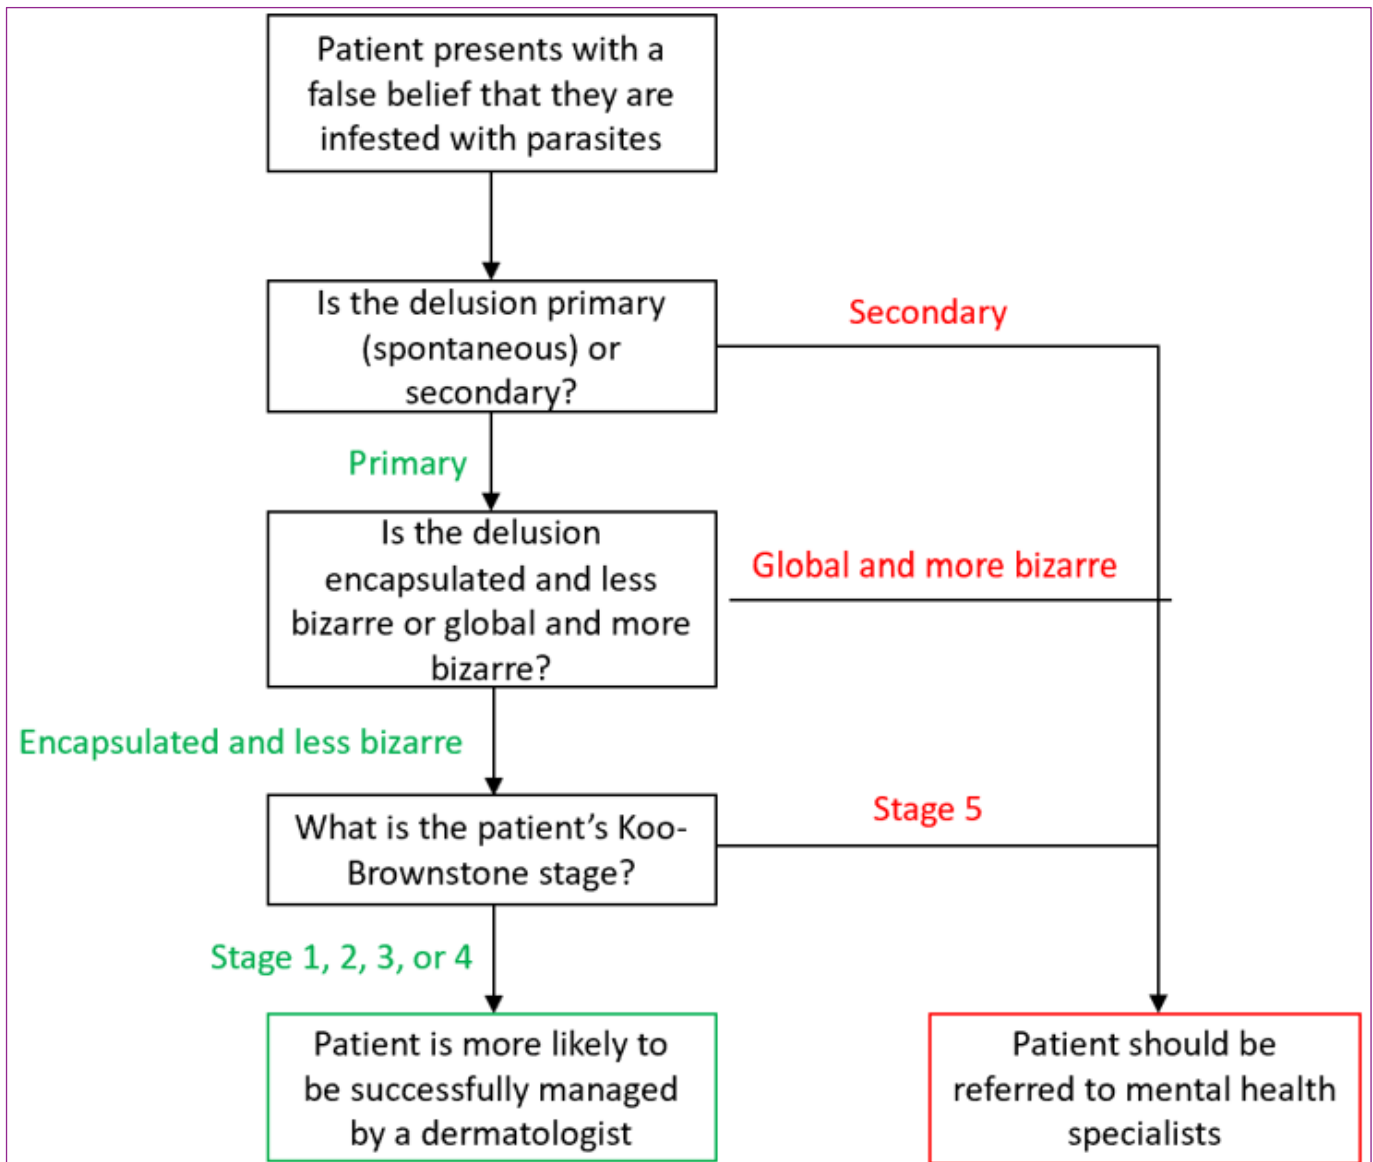 Patient presents with a
false belief that they are
infested with parasites
Is the delusion primary
(spontaneous) or
secondary?
Secondary
Primary
Is the delusion
encapsulated and less
bizarre or global and more
bizarre?
Global and more bizarre
Encapsulated and less bizarre
What is the patient’s Koo-
Brownstone stage?
Stage 5
Stage 1, 2, 3, or 4
Patient is more likely to
be successfully managed
by a dermatologist
Patient should be
referred to mental health
specialists